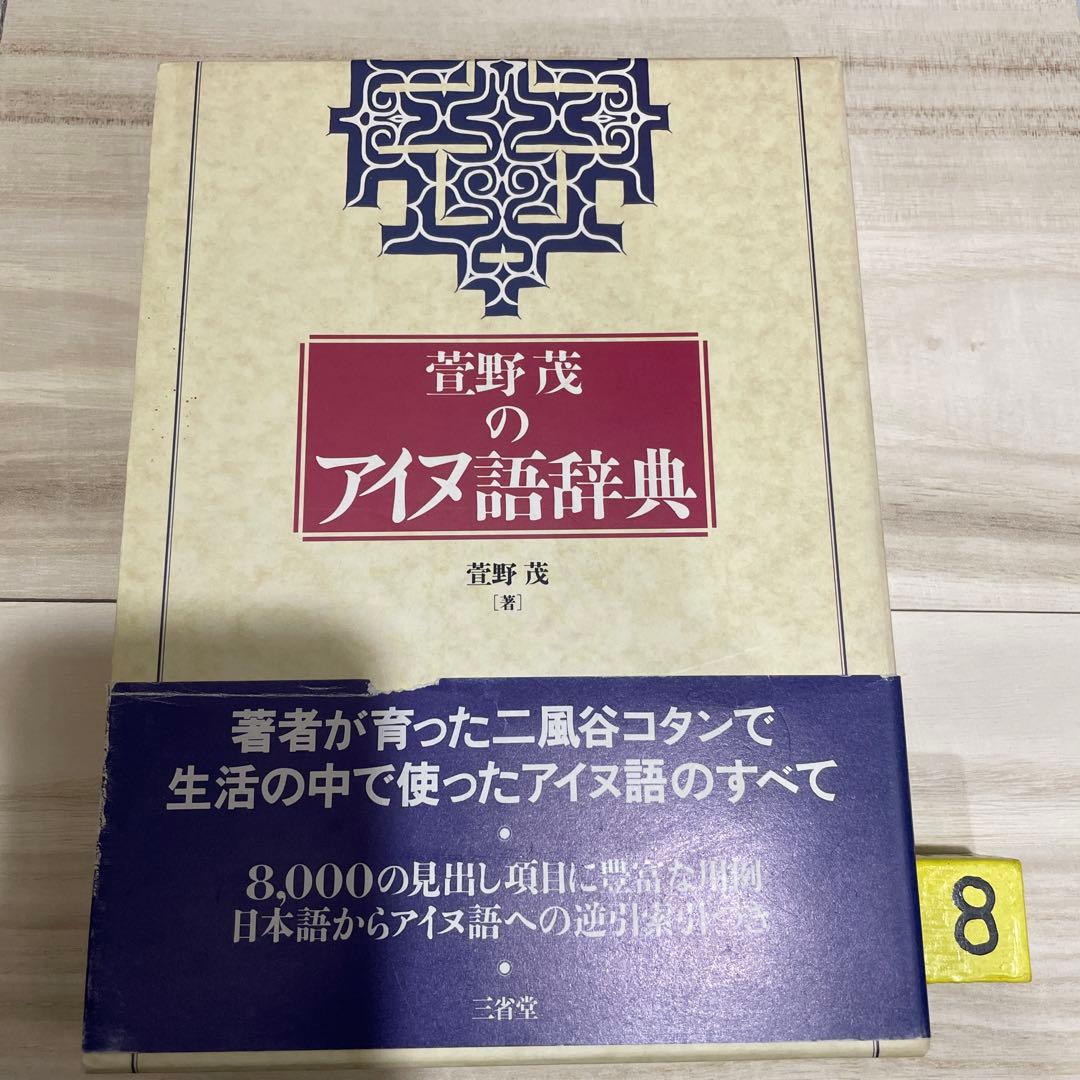 萱野 茂
の
アイヌ語辞典
萱野 茂
[著]
著者が育った二風谷コタンで
生活の中で使ったアイヌ語のすべて
8,000の見出し項目に豊富な用例
日本語からアイヌ語への逆引索引つき
三省堂
8